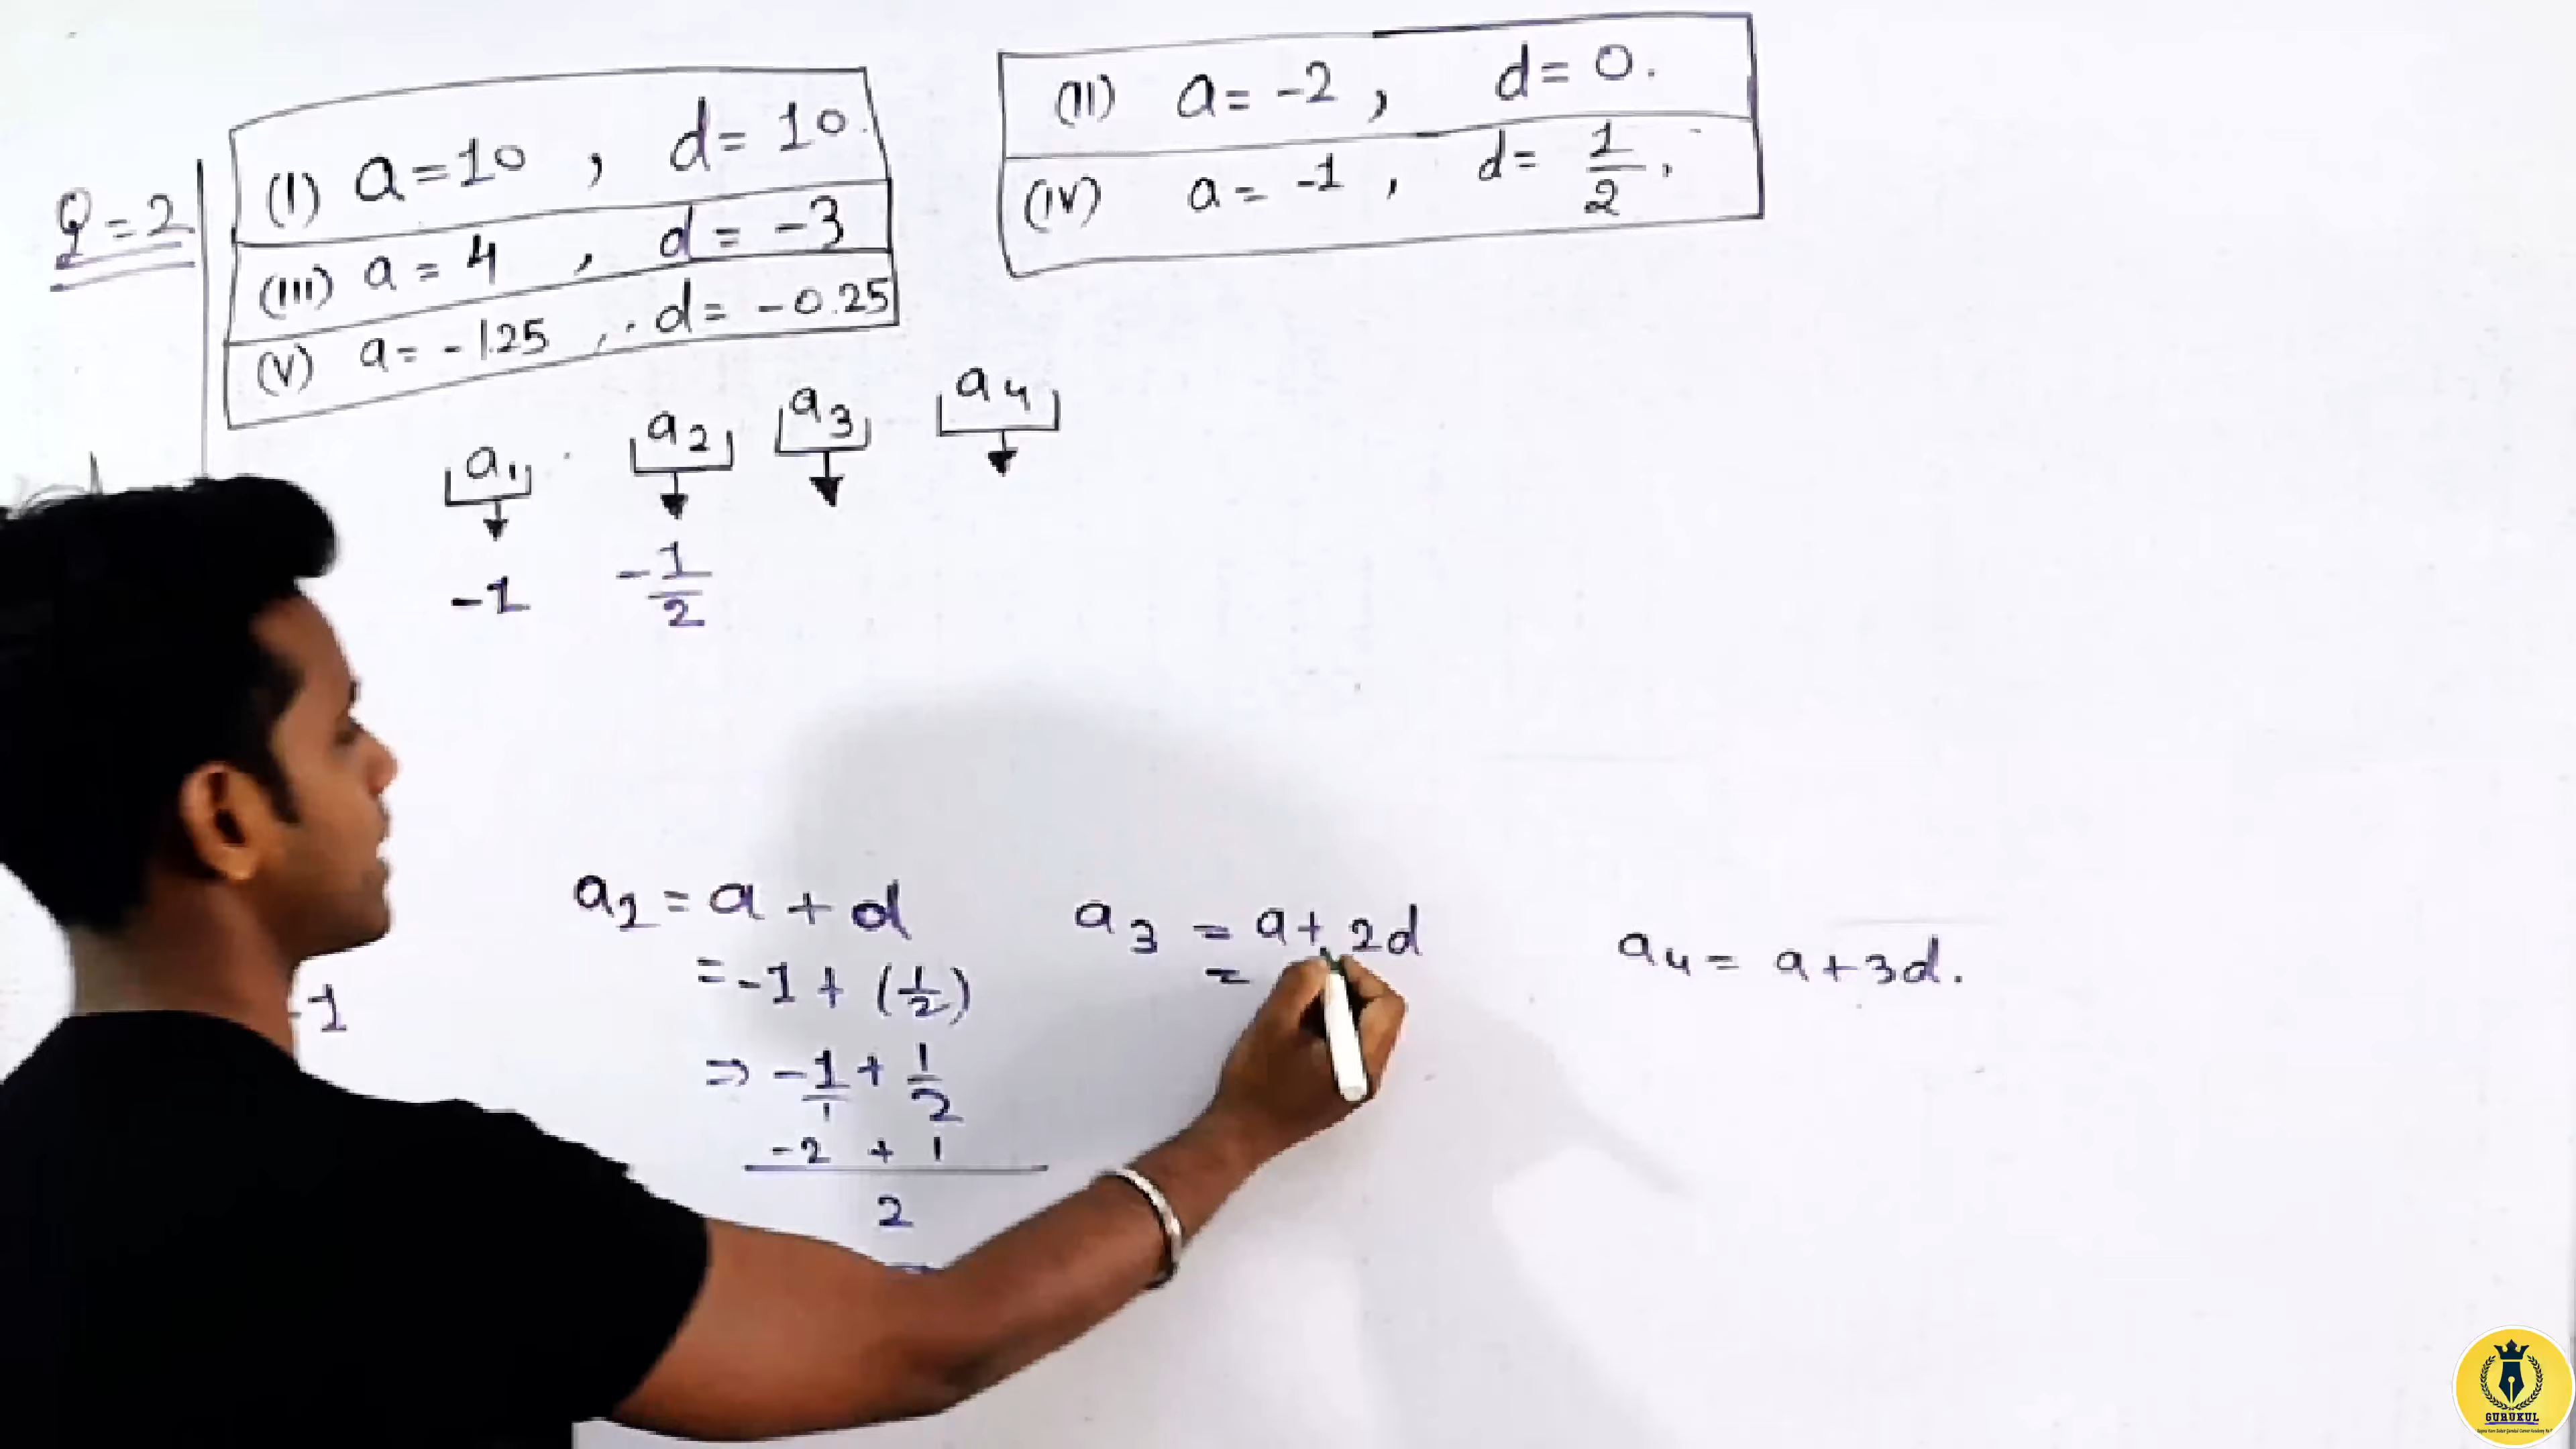 Q=2
(I) a=10 , d= 10.
(III) a = 4 , d = -3
(V) a= -1.25 , d= -0.25
(II) a= -2 , d= 0.
(IV) a= -1 , d= 1/2 .
a1 a2 a3 a4
-1 -1/2
a2 = a + d
= -1 + (1/2)
⇒ -1/1 + 1/2
-2 + 1
2
-1
a3 = a+2d
=
a4 = a+3d.
GURUKUL